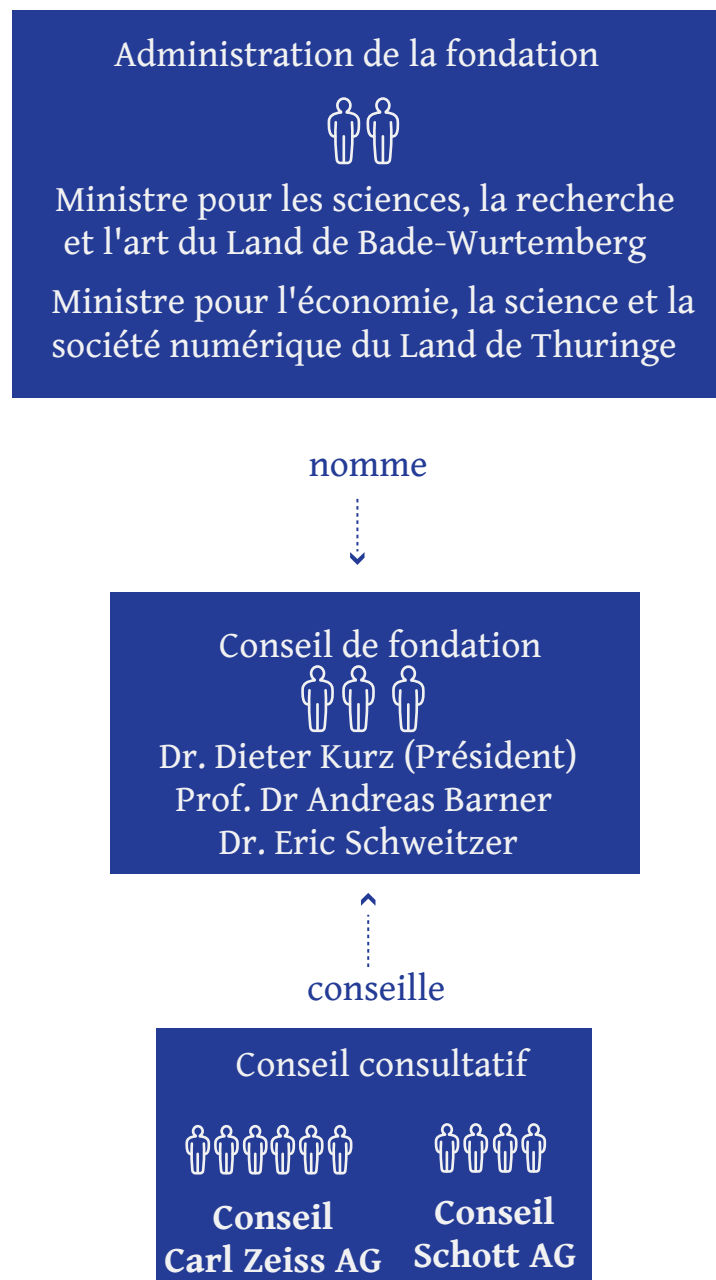 Administration de la fondation
Ministre pour les sciences, la recherche
et l'art du Land de Bade-Wurtemberg
Ministre pour l'économie, la science et la
société numérique du Land de Thuringe
nomme
Conseil de fondation
Dr. Dieter Kurz (Président)
Prof. Dr Andreas Barner
Dr. Eric Schweitzer
conseille
Conseil consultatif
Conseil
Carl Zeiss AG
Conseil
Schott AG